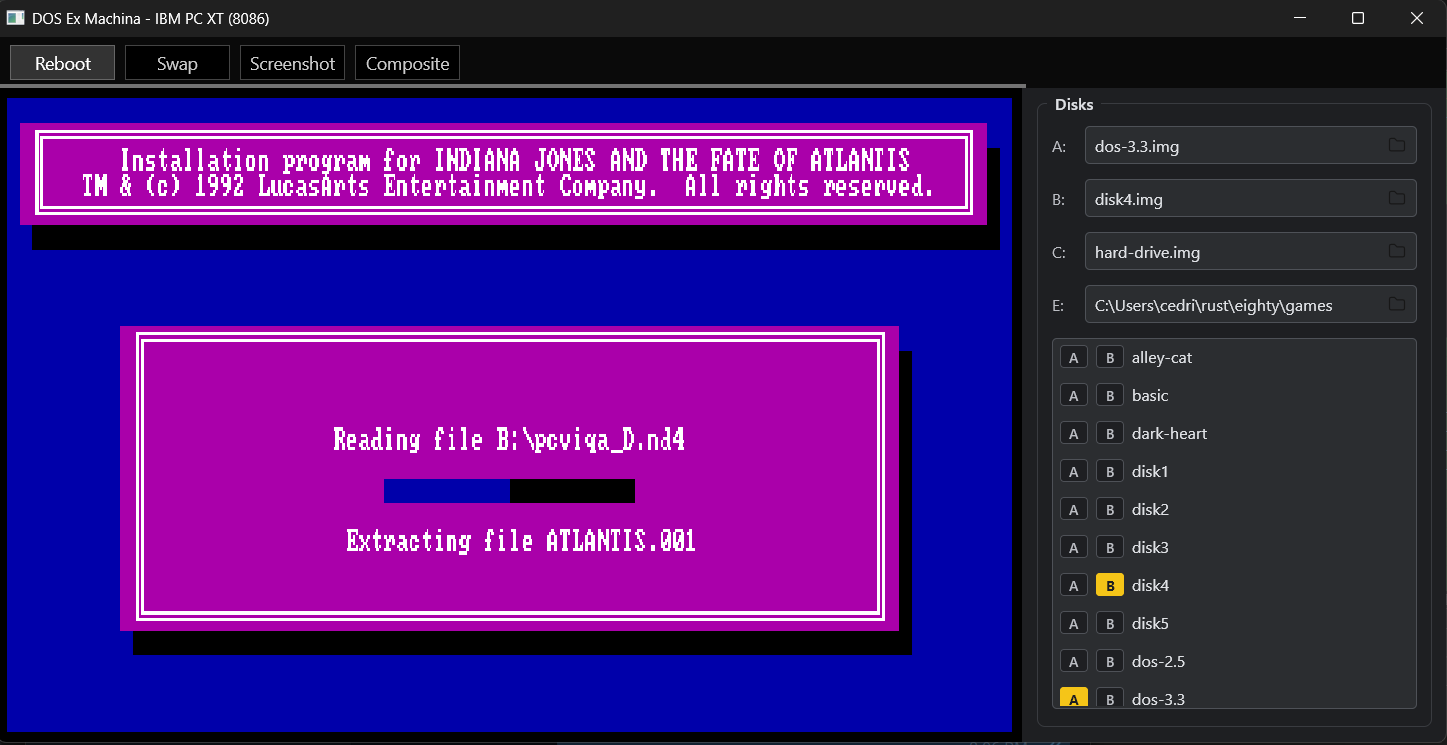 DOS Ex Machina - IBM PC XT (8086)
Reboot Swap Screenshot Composite
Installation program for INDIANA JONES AND THE FATE OF ATLANTIS
TM & (c) 1992 LucasArts Entertainment Company.  All rights reserved.
Reading file B:\pcviqa_D.nd4
Extracting file ATLANTIS.001
Disks
A: dos-3.3.img
B: disk4.img
C: hard-drive.img
E: C:\Users\cedri\rust\eighty\games
A B alley-cat
A B basic
A B dark-heart
A B disk1
A B disk2
A B disk3
A B disk4
A B disk5
A B dos-2.5
A B dos-3.3